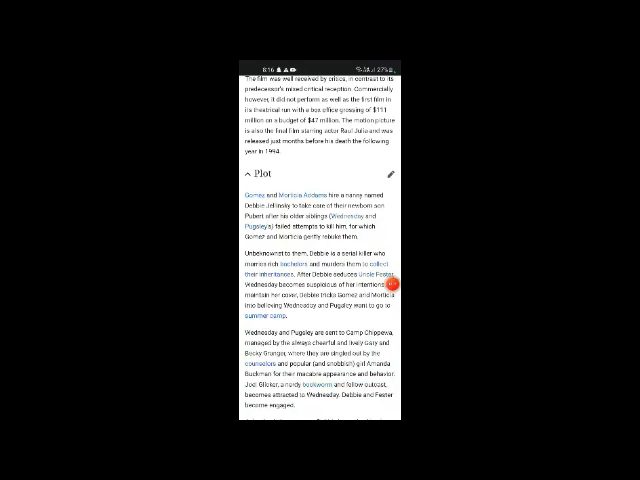 8:16
27%
The film was well received by critics, in contrast to its
predecessor's mixed critical reception. Commercially
however, it did not perform as well as the first film in
its theatrical run with a box office grossing of $111
million on a budget of $47 million. The motion picture
is also the final film starring actor Raul Julia and was
released just months before his death the following
year in 1994.
Plot
Gomez and Morticia Addams hire a nanny named
Debbie Jellinsky to take care of their newborn son
Pubert after his older siblings (Wednesday and
Pugsley's) failed attempts to kill him, for which
Gomez and Morticia gently rebuke them.
Unbeknownst to them, Debbie is a serial killer who
marries rich bachelors and murders them to collect
their inheritances. After Debbie seduces Uncle Fester,
Wednesday becomes suspicious of her intentions.
maintain her cover, Debbie tricks Gomez and Morticia
into believing Wednesday and Pugsley want to go to
summer camp.
Wednesday and Pugsley are sent to Camp Chippewa,
managed by the always cheerful and lively Gary and
Becky Granger, where they are singled out by the
counselors and popular (and snobbish) girl Amanda
Buckman for their macabre appearance and behavior.
Joel Glicker, a nerdy bookworm and fellow outcast,
becomes attracted to Wednesday. Debbie and Fester
become engaged.